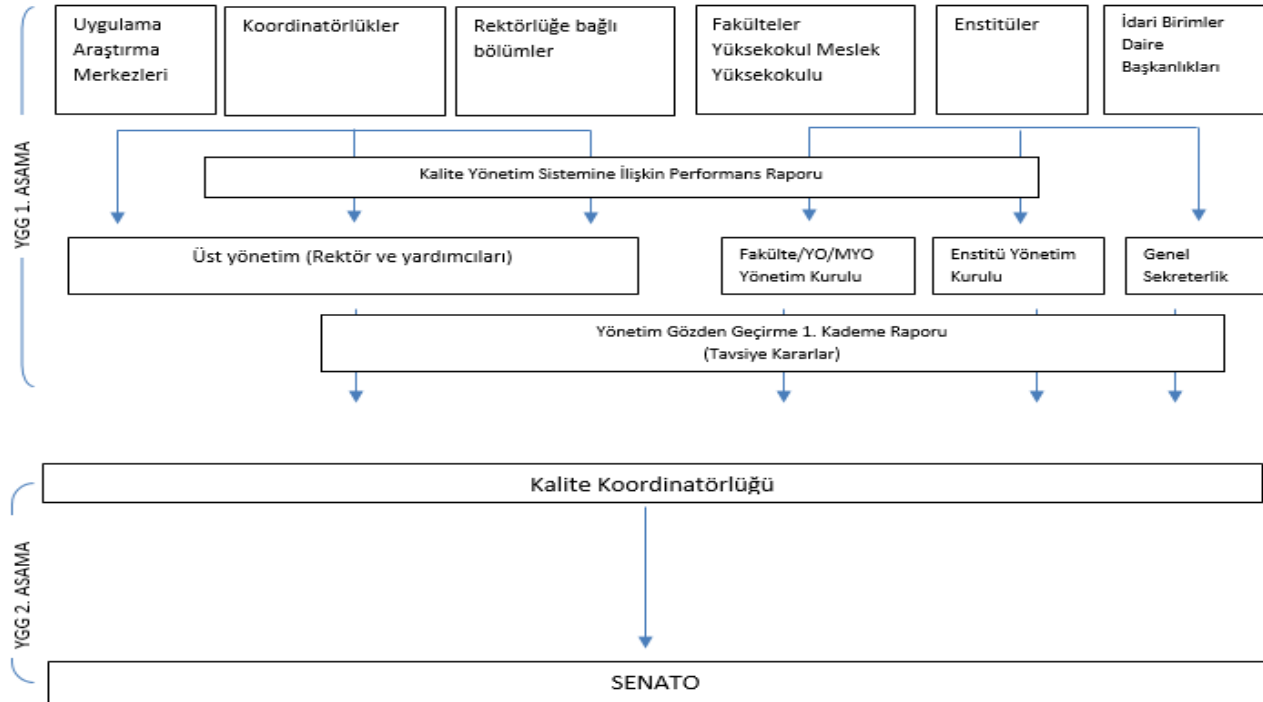 Uygulama
Araştırma
Merkezleri
Koordinatörlükler
Rektörlüğe bağlı
bölümler
Fakülteler
Yüksekokul Meslek
Yüksekokulu
Enstitüler
İdari Birimler
Daire
Başkanlıkları
YGG 1. ASAMA
Kalite Yönetim Sistemine İlişkin Performans Raporu
Üst yönetim (Rektör ve yardımcıları)
Fakülte/YO/MYO
Yönetim Kurulu
Enstitü Yönetim
Kurulu
Genel
Sekreterlik
Yönetim Gözden Geçirme 1. Kademe Raporu
(Tavsiye Kararlar)
YGG 2. ASAMA
Kalite Koordinatörlüğü
SENATO